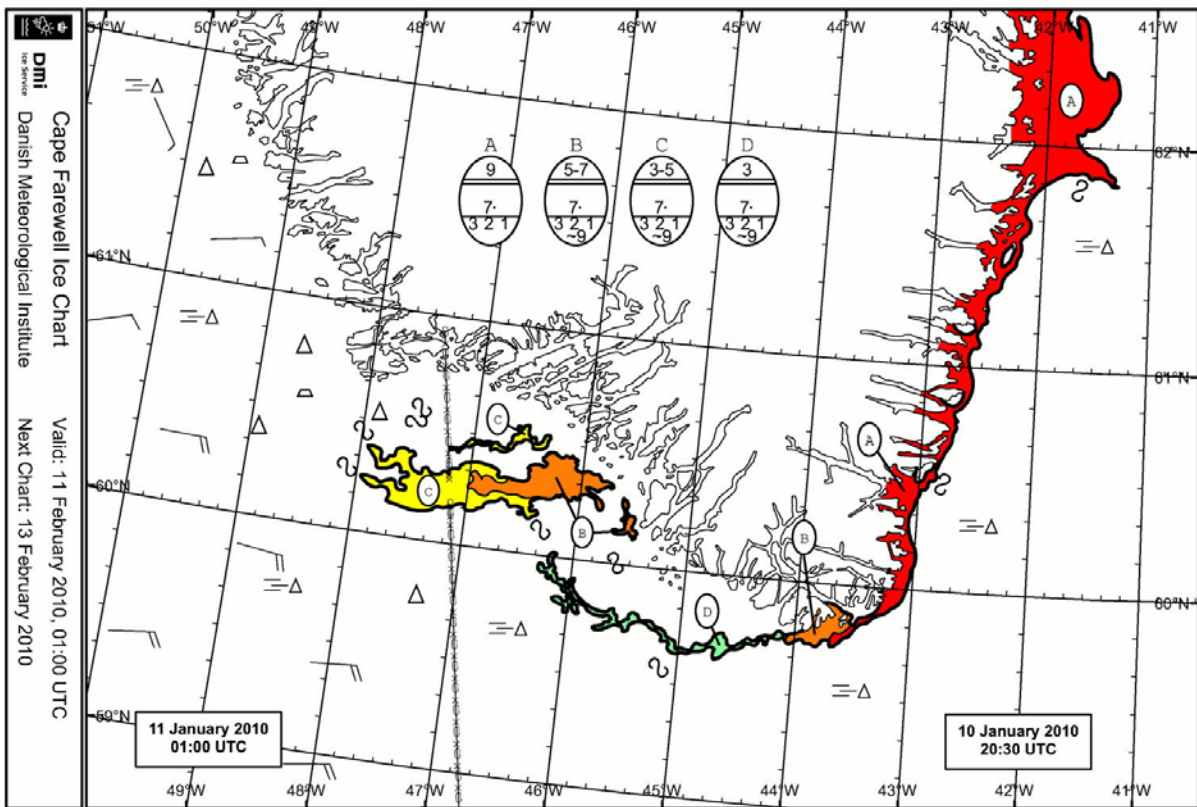 DMI
Ice Service
Cape Farewell Ice Chart
Danish Meteorological Institute
Valid: 11 February 2010, 01:00 UTC
Next Chart: 13 February 2010
51°W 50°W 49°W 48°W 47°W 46°W 45°W 44°W 43°W 42°W 41°W
A
A B C D
9 5-7 3-5 3
7· 7· 7· 7·
3 2 1 3 2 1 3 2 1 3 2 1
~9 ~9 ~9
62°N
61°N
61°N
C
A
60°N
C
B
B
60°N
D
59°N
11 January 2010
01:00 UTC
10 January 2010
20:30 UTC
49°W 48°W 47°W 46°W 45°W 44°W 43°W 42°W 41°W